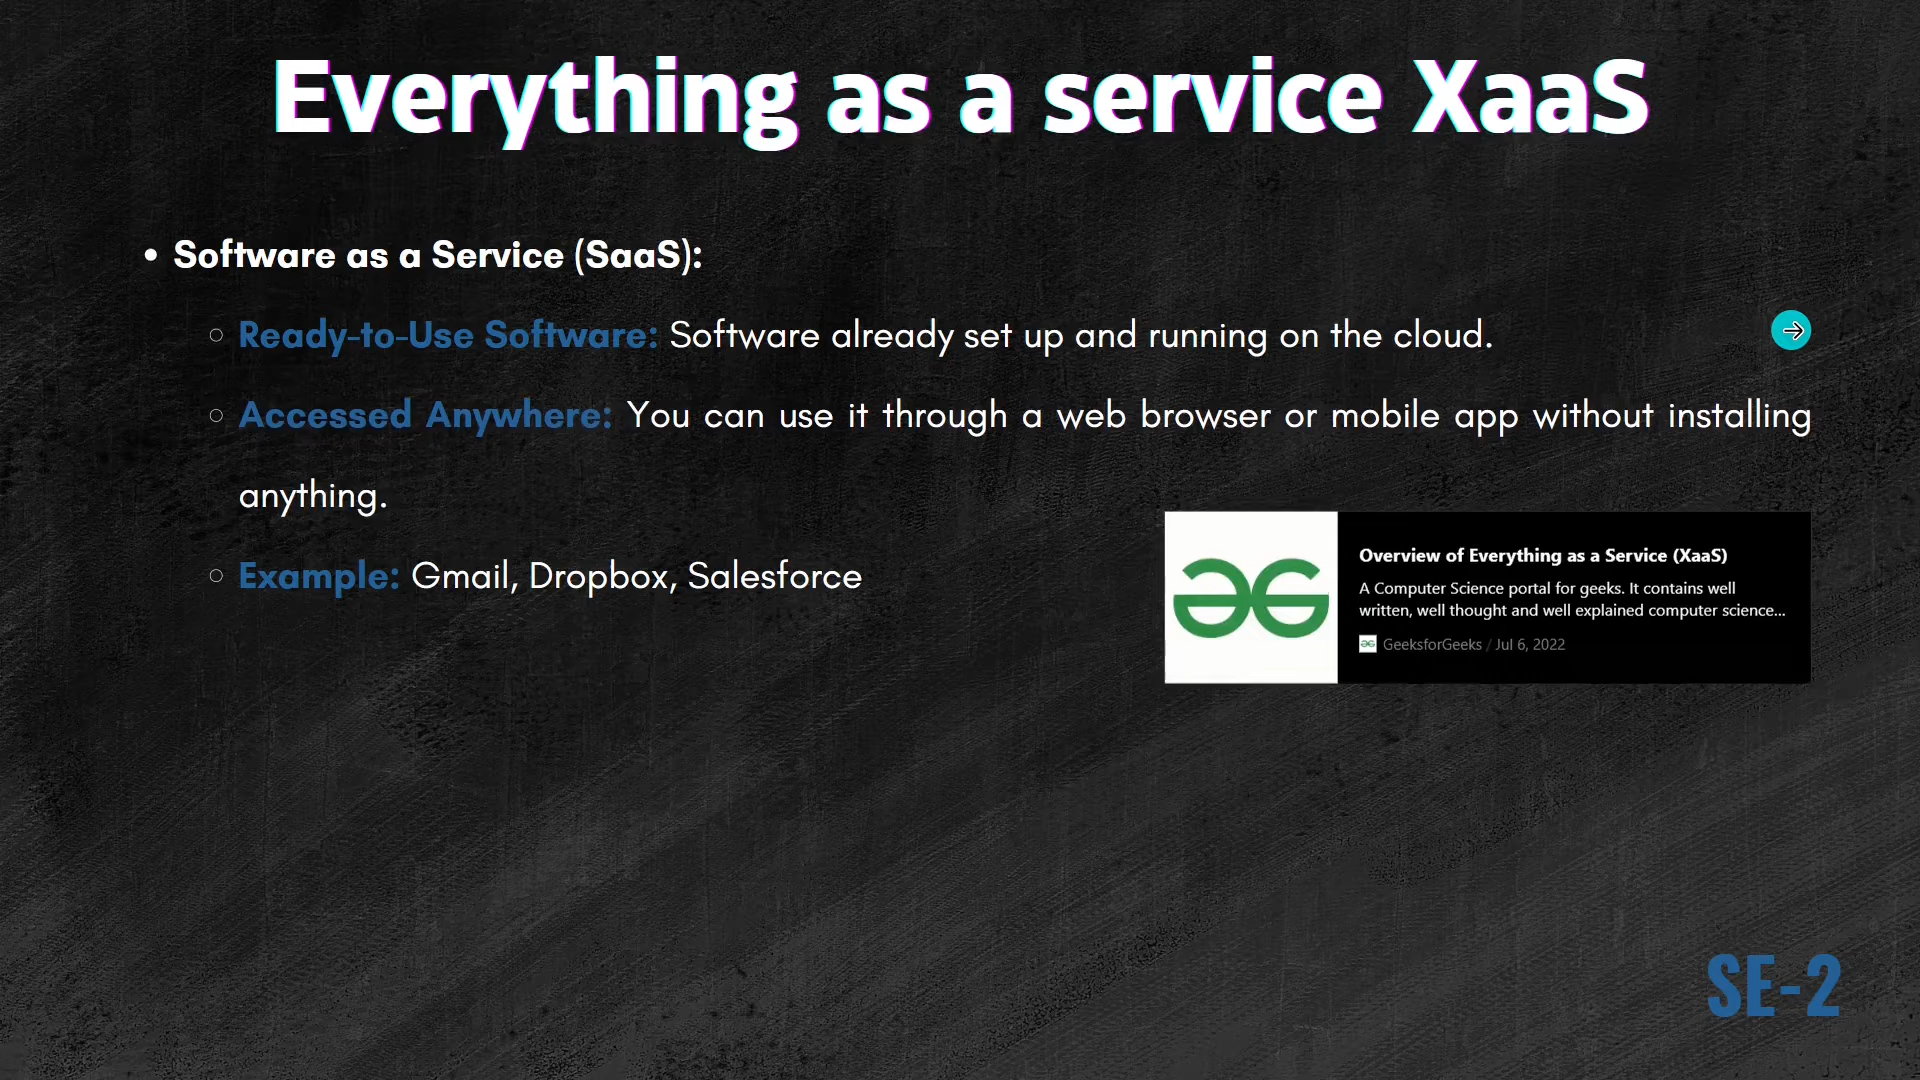 Everything as a service XaaS
• Software as a Service (SaaS):
○ Ready-to-Use Software: Software already set up and running on the cloud.
○ Accessed Anywhere: You can use it through a web browser or mobile app without installing
anything.
○ Example: Gmail, Dropbox, Salesforce
Overview of Everything as a Service (XaaS)
A Computer Science portal for geeks. It contains well
written, well thought and well explained computer science...
GeeksforGeeks / Jul 6, 2022
SE-2